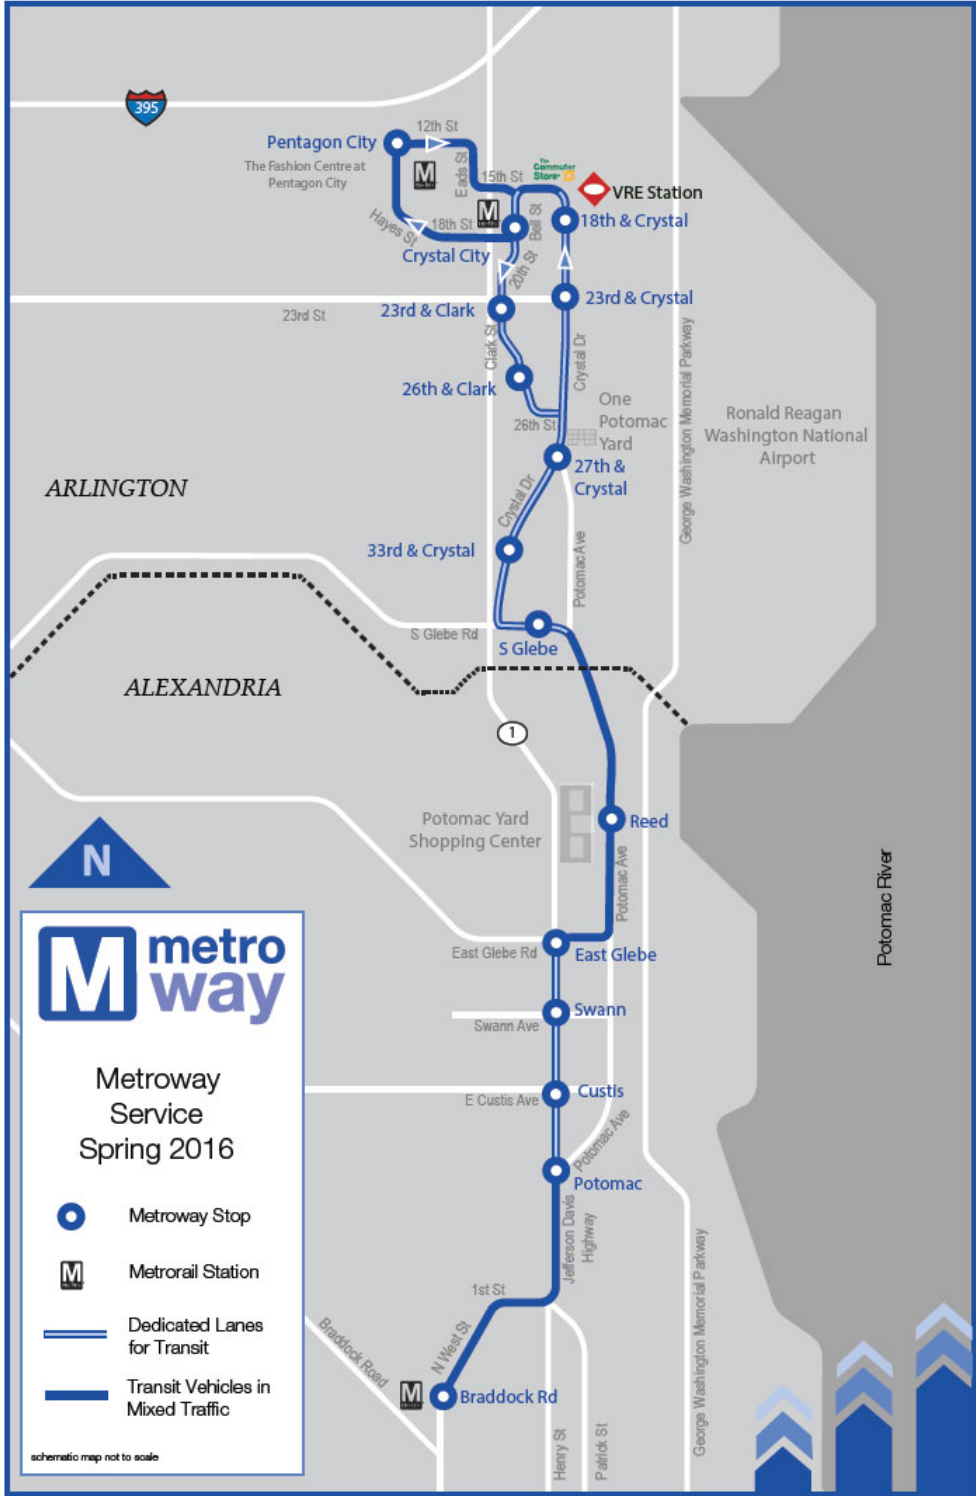 395
12th St
Pentagon City
The Fashion Centre at
Pentagon City
Eads St
15th St
The
Commuter
Store
VRE Station
M
M
Hayes St
18th St
Bell St
18th & Crystal
Crystal City
20th St
23rd & Crystal
23rd & Clark
23rd St
Clark St
Crystal Dr
George Washington Memorial Parkway
26th & Clark
26th St
One
Potomac
Yard
Ronald Reagan
Washington National
Airport
27th &
Crystal
ARLINGTON
Crystal Dr
33rd & Crystal
Potomac Ave
S Glebe Rd
S Glebe
ALEXANDRIA
1
Potomac Yard
Shopping Center
Reed
Potomac Ave
N
Potomac River
East Glebe Rd
East Glebe
Swann
Swann Ave
Custis
E Custis Ave
Potomac Ave
Potomac
Jefferson Davis
Highway
1st St
George Washington Memorial Parkway
N West St
Braddock Road
M
Braddock Rd
Henry St
Patrick St
M metro
way
Metroway
Service
Spring 2016
Metroway Stop
M
Metrorail Station
Dedicated Lanes
for Transit
Transit Vehicles in
Mixed Traffic
schematic map not to scale